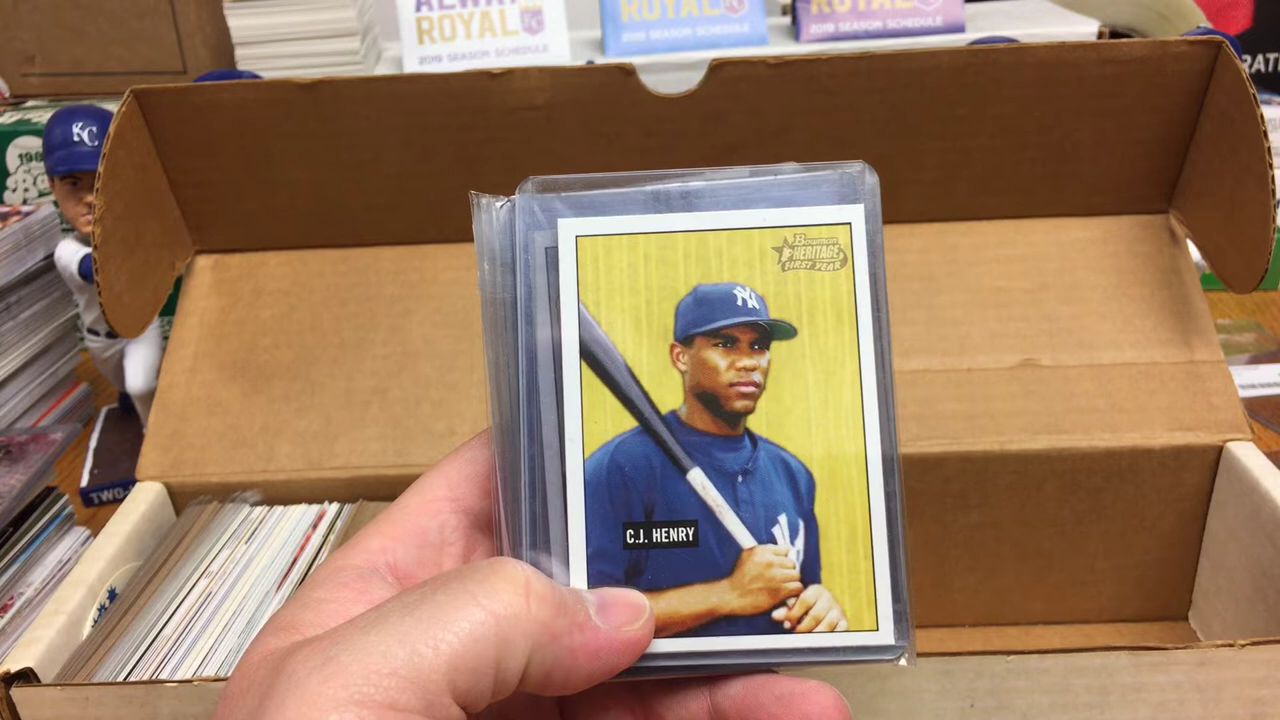 ROYAL
2019 SEASON SCHEDULE
ROYAL
2019 SEASON SCHEDULE
ROYAL
2019 SEASON SCHEDULE
KC
Bowman
HERITAGE
FIRST YEAR
NY
C.J. HENRY
NY